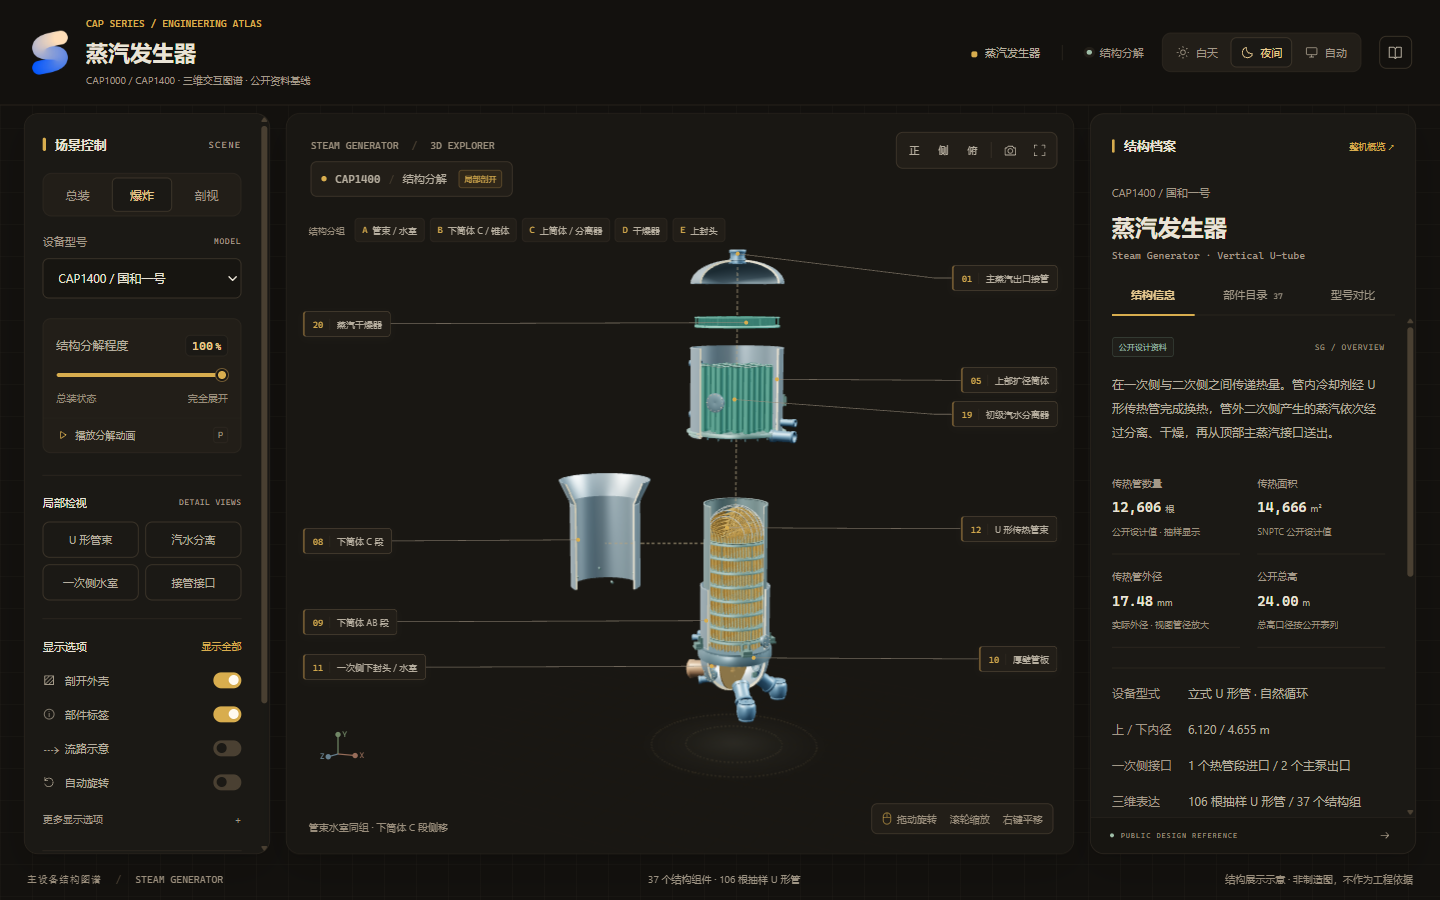 CAP SERIES / ENGINEERING ATLAS
蒸汽发生器
CAP1000 / CAP1400 · 三维交互图谱 · 公开资料基线
蒸汽发生器
结构分解
白天
夜间
自动
场景控制
SCENE
总装
爆炸
剖视
设备型号
MODEL
CAP1400 / 国和一号
结构分解程度
100%
总装状态
完全展开
播放分解动画
P
局部检视
DETAIL VIEWS
U 形管束
汽水分离
一次侧水室
接管接口
显示选项
显示全部
剖开外壳
部件标签
流路示意
自动旋转
更多显示选项
+
STEAM GENERATOR / 3D EXPLORER
CAP1400 / 结构分解
局部剖开
正
侧
俯
结构分组
A 管束 / 水室
B 下筒体 C / 锥体
C 上筒体 / 分离器
D 干燥器
E 上封头
01 主蒸汽出口接管
20 蒸汽干燥器
05 上部扩径筒体
19 初级汽水分离器
12 U 形传热管束
08 下筒体 C 段
09 下筒体 AB 段
11 一次侧下封头 / 水室
10 厚壁管板
Y
Z
X
管束水室同组 · 下筒体 C 段侧移
拖动旋转
滚轮缩放
右键平移
结构档案
整机概览 ↗
CAP1400 / 国和一号
蒸汽发生器
Steam Generator · Vertical U-tube
结构信息
部件目录 37
型号对比
公开设计资料
SG / OVERVIEW
在一次侧与二次侧之间传递热量。管内冷却剂经 U
形传热管完成换热，管外二次侧产生的蒸汽依次经
过分离、干燥，再从顶部主蒸汽接口送出。
传热管数量
12,606 根
公开设计值 · 抽样显示
传热面积
14,666 m²
SNPTC 公开设计值
传热管外径
17.48 mm
实际外径 · 视图管径放大
公开总高
24.00 m
总高口径按公开表列
设备型式
立式 U 形管 · 自然循环
上 / 下内径
6.120 / 4.655 m
一次侧接口
1 个热管段进口 / 2 个主泵出口
三维表达
106 根抽样 U 形管 / 37 个结构组
PUBLIC DESIGN REFERENCE
→
主设备结构图谱 / STEAM GENERATOR
37 个结构组件 · 106 根抽样 U 形管
结构展示示意 · 非制造图，不作为工程依据